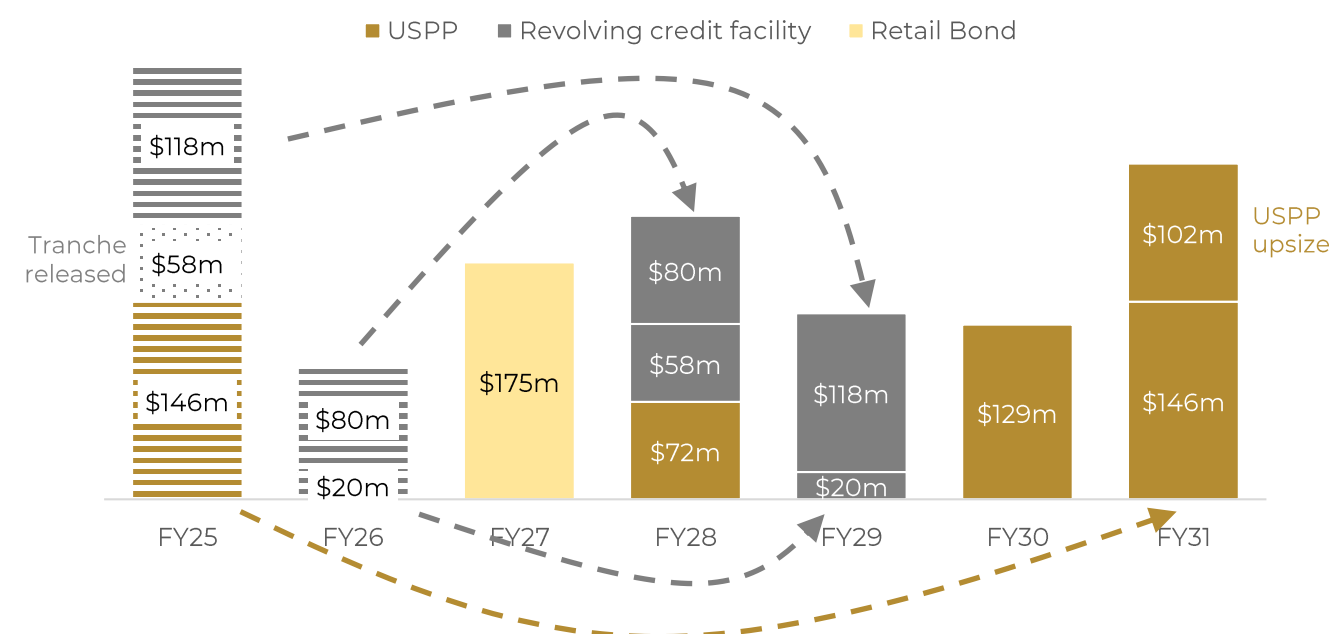 USPP Revolving credit facility Retail Bond
$118m
Tranche
released
$58m
$146m
$80m
$20m
$175m
$80m
$58m
$72m
$118m
$20m
$129m
$102m
$146m
USPP
upsize
FY25 FY26 FY27 FY28 FY29 FY30 FY31